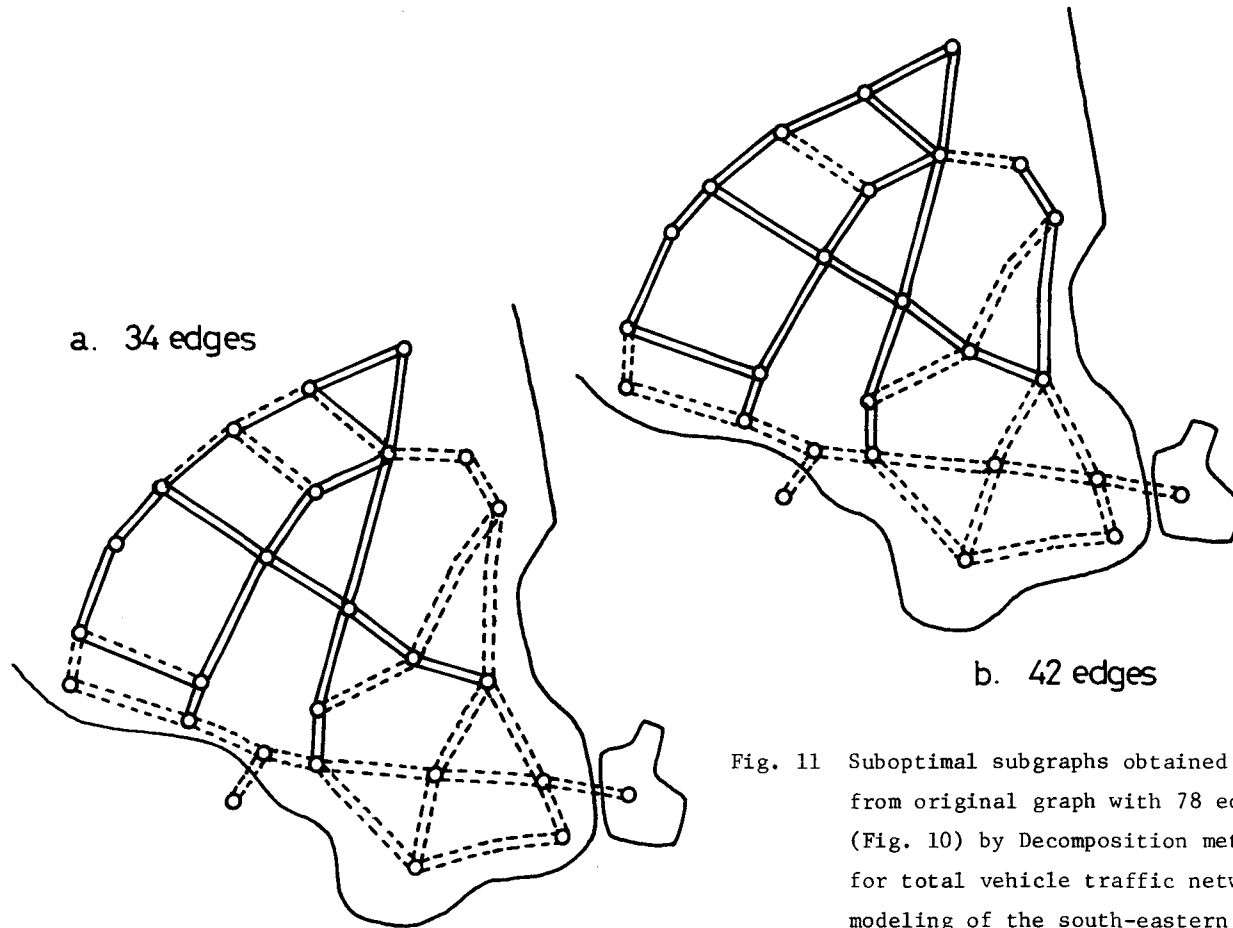 a. 34 edges
b. 42 edges
Fig. 11 Suboptimal subgraphs obtained
from original graph with 78
(Fig. 10) by Decomposition
for total vehicle traffic
modeling of the south-eastern